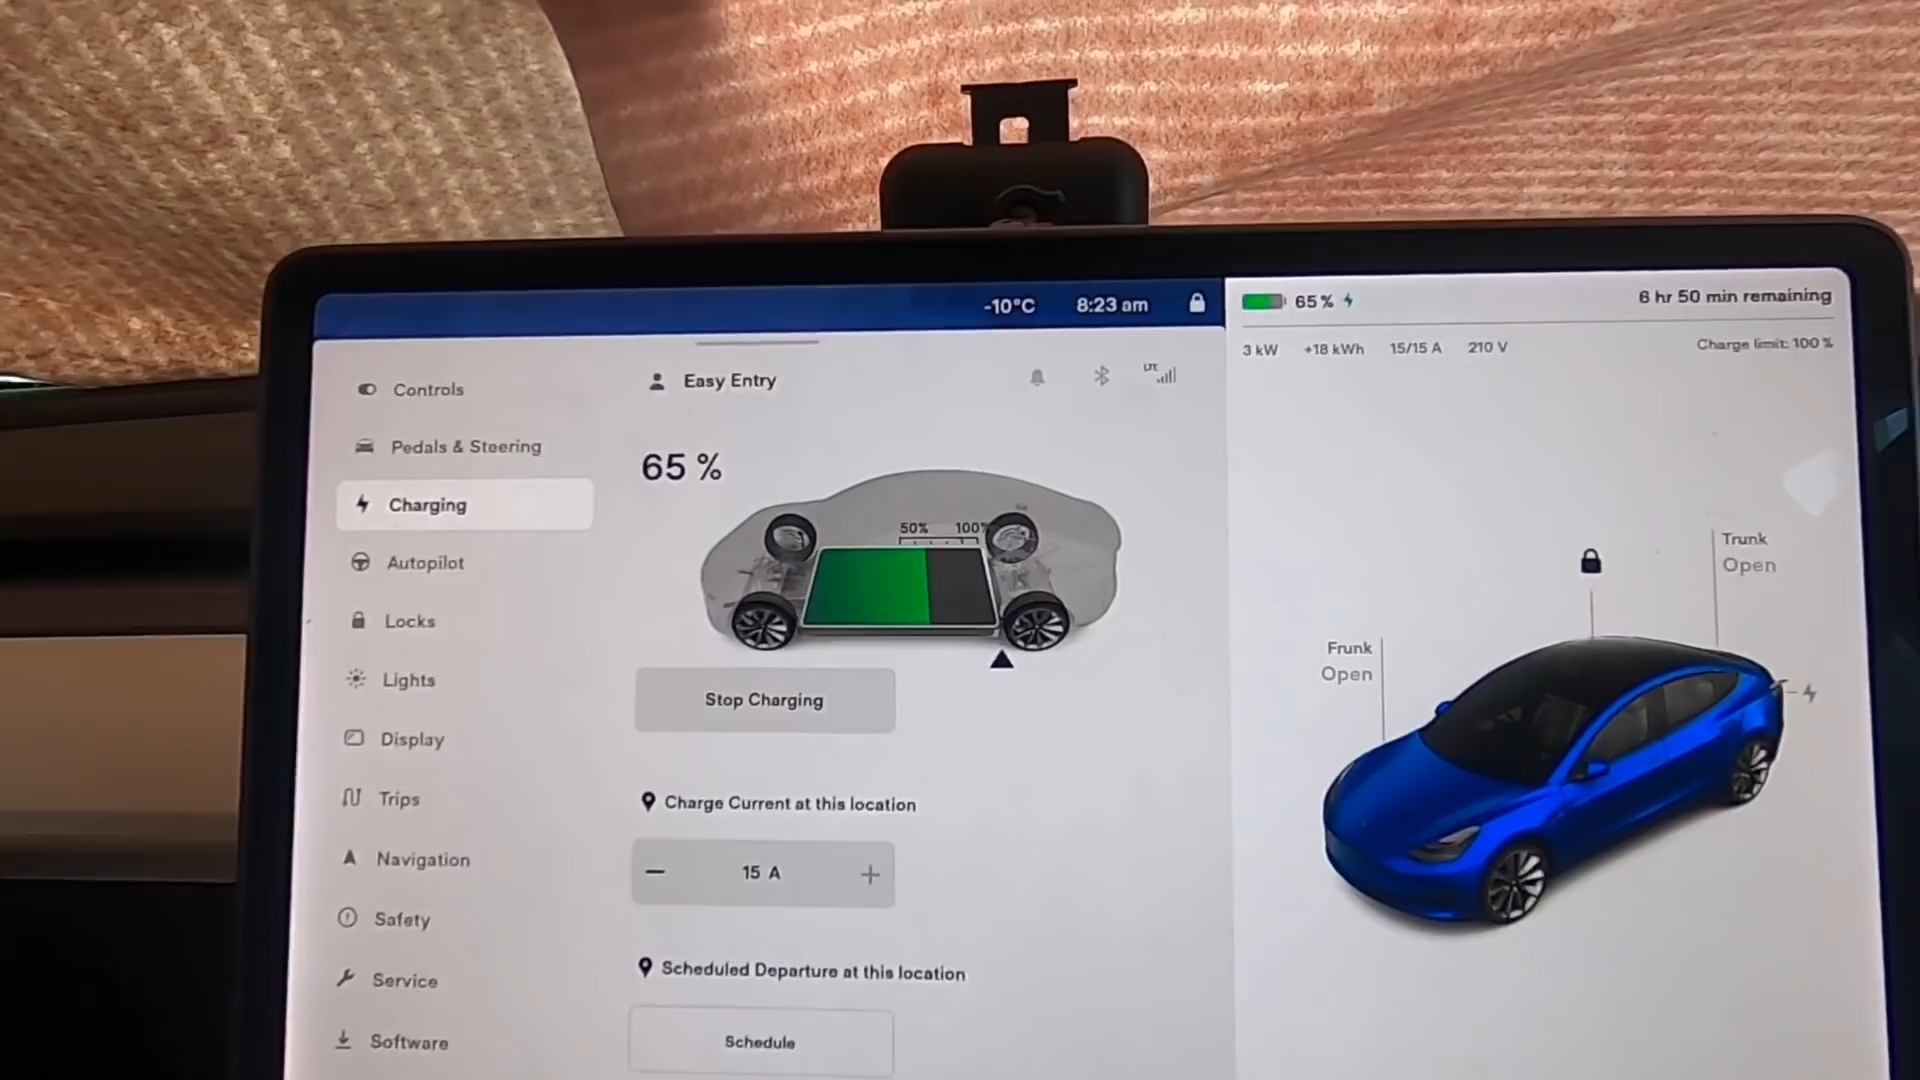 -10°C 8:23 am
65 % 6 hr 50 min remaining
3 kW +18 kWh 15/15 A 210 V Charge limit: 100 %
Controls
Pedals & Steering
Charging
Autopilot
Locks
Lights
Display
Trips
Navigation
Safety
Service
Software
Easy Entry
LTE
65 %
50% 100%
Stop Charging
Charge Current at this location
15 A
Scheduled Departure at this location
Schedule
Trunk
Open
Frunk
Open